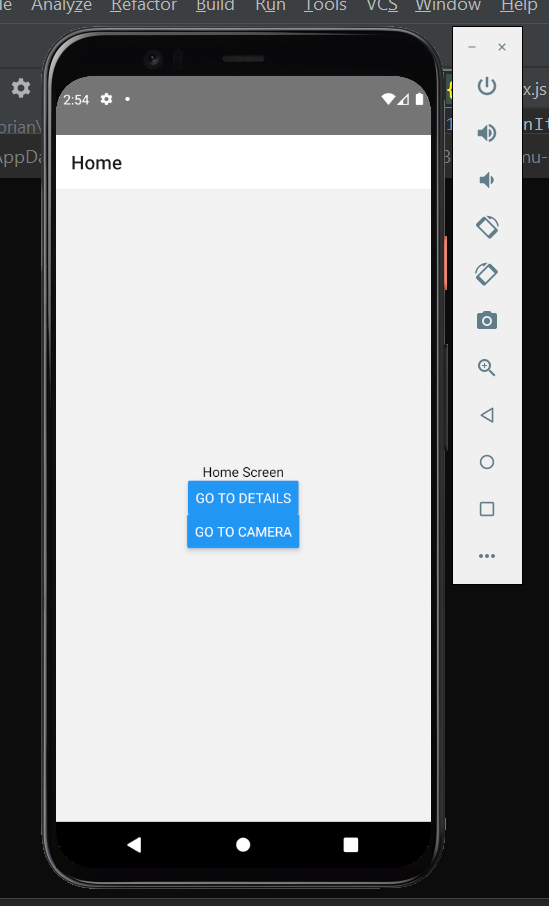 Analyze Refactor Build Run Tools VCS Window Help
2:54
x.js
Home
Home Screen
GO TO DETAILS
GO TO CAMERA